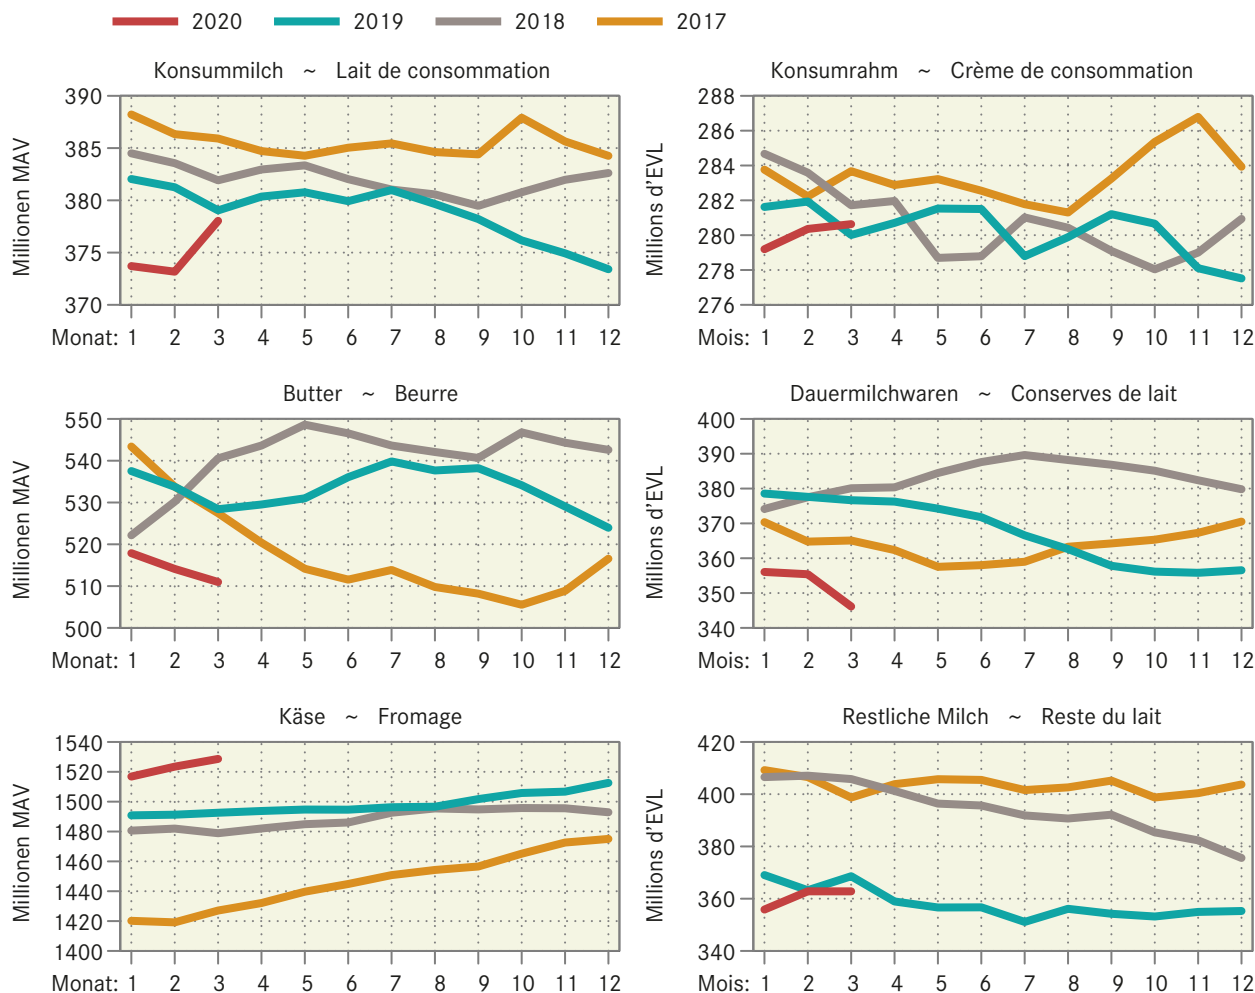 2020 2019 2018 2017
Konsummilch ~ Lait de consommation
Millionen MAV
390
385
380
375
370
Monat: 1 2 3 4 5 6 7 8 9 10 11 12
Konsumrahm ~ Crème de consommation
Millions d'EVL
288
286
284
282
280
278
276
Mois: 1 2 3 4 5 6 7 8 9 10 11 12
Butter ~ Beurre
Millionen MAV
550
540
530
520
510
500
Monat: 1 2 3 4 5 6 7 8 9 10 11 12
Dauermilchwaren ~ Conserves de lait
Millions d'EVL
400
390
380
370
360
350
340
Mois: 1 2 3 4 5 6 7 8 9 10 11 12
Käse ~ Fromage
Millionen MAV
1540
1520
1500
1480
1460
1440
1420
1400
Monat: 1 2 3 4 5 6 7 8 9 10 11 12
Restliche Milch ~ Reste du lait
Millions d'EVL
420
400
380
360
340
Mois: 1 2 3 4 5 6 7 8 9 10 11 12